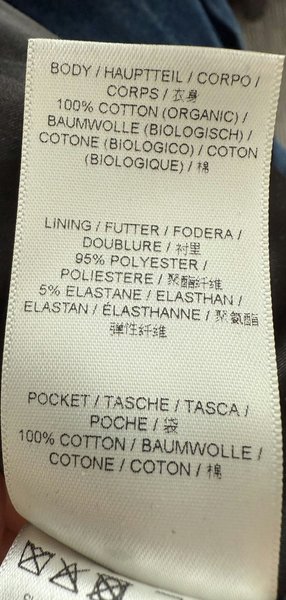 BODY / HAUPTTEIL / CORPO /
CORPS / 衣身
100% COTTON (ORGANIC) /
BAUMWOLLE (BIOLOGISCH) /
COTONE (BIOLOGICO) / COTON
(BIOLOGIQUE) / 棉
LINING / FUTTER / FODERA /
DOUBLURE / 衬里
95% POLYESTER /
POLIESTERE / 聚酯纤维
5% ELASTANE / ELASTHAN /
ELASTAN / ÉLASTHANNE / 聚氨酯
弹性纤维
POCKET / TASCHE / TASCA /
POCHE / 袋
100% COTTON / BAUMWOLLE /
COTONE / COTON / 棉